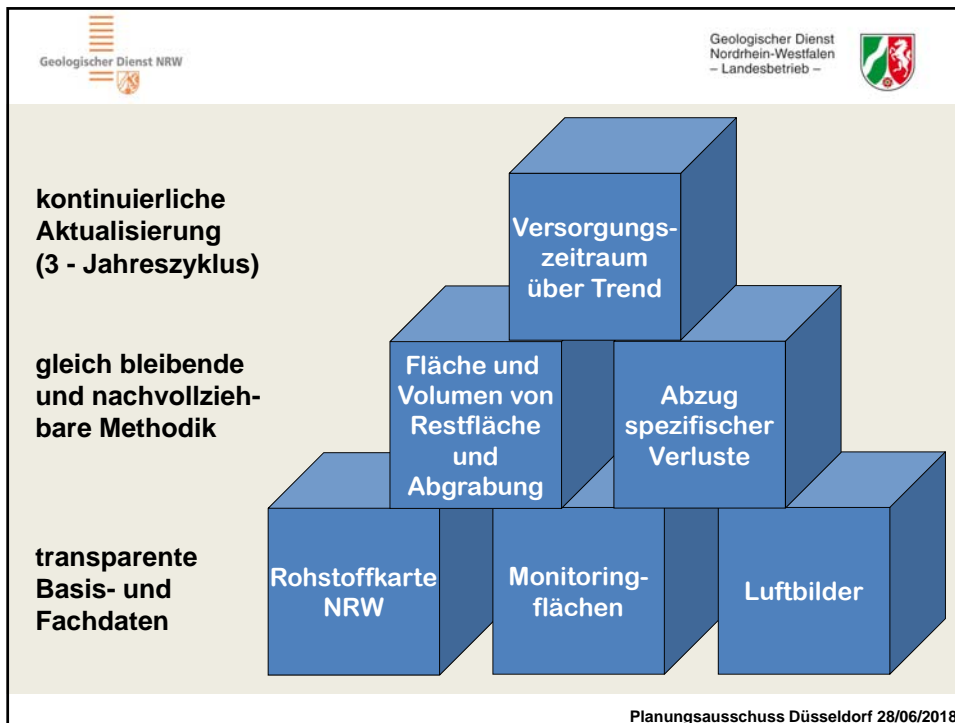 Geologischer Dienst NRW
Geologischer Dienst
Nordrhein-Westfalen
– Landesbetrieb –
kontinuierliche
Aktualisierung
(3 - Jahreszyklus)
Versorgungs-
zeitraum
über Trend
gleich bleibende
und nachvollzieh-
bare Methodik
Fläche und
Volumen von
Restfläche
und
Abgrabung
Abzug
spezifischer
Verluste
transparente
Basis- und
Fachdaten
Rohstoffkarte
NRW
Monitoring-
flächen
Luftbilder
Planungsausschuss Düsseldorf 28/06/2018